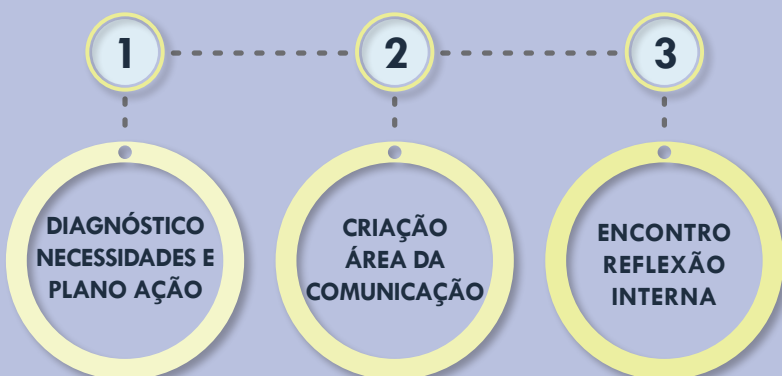 1
2
3
DIAGNÓSTICO
NECESSIDADES E
PLANO AÇÃO
CRIAÇÃO
ÁREA DA
COMUNICAÇÃO
ENCONTRO
REFLEXÃO
INTERNA